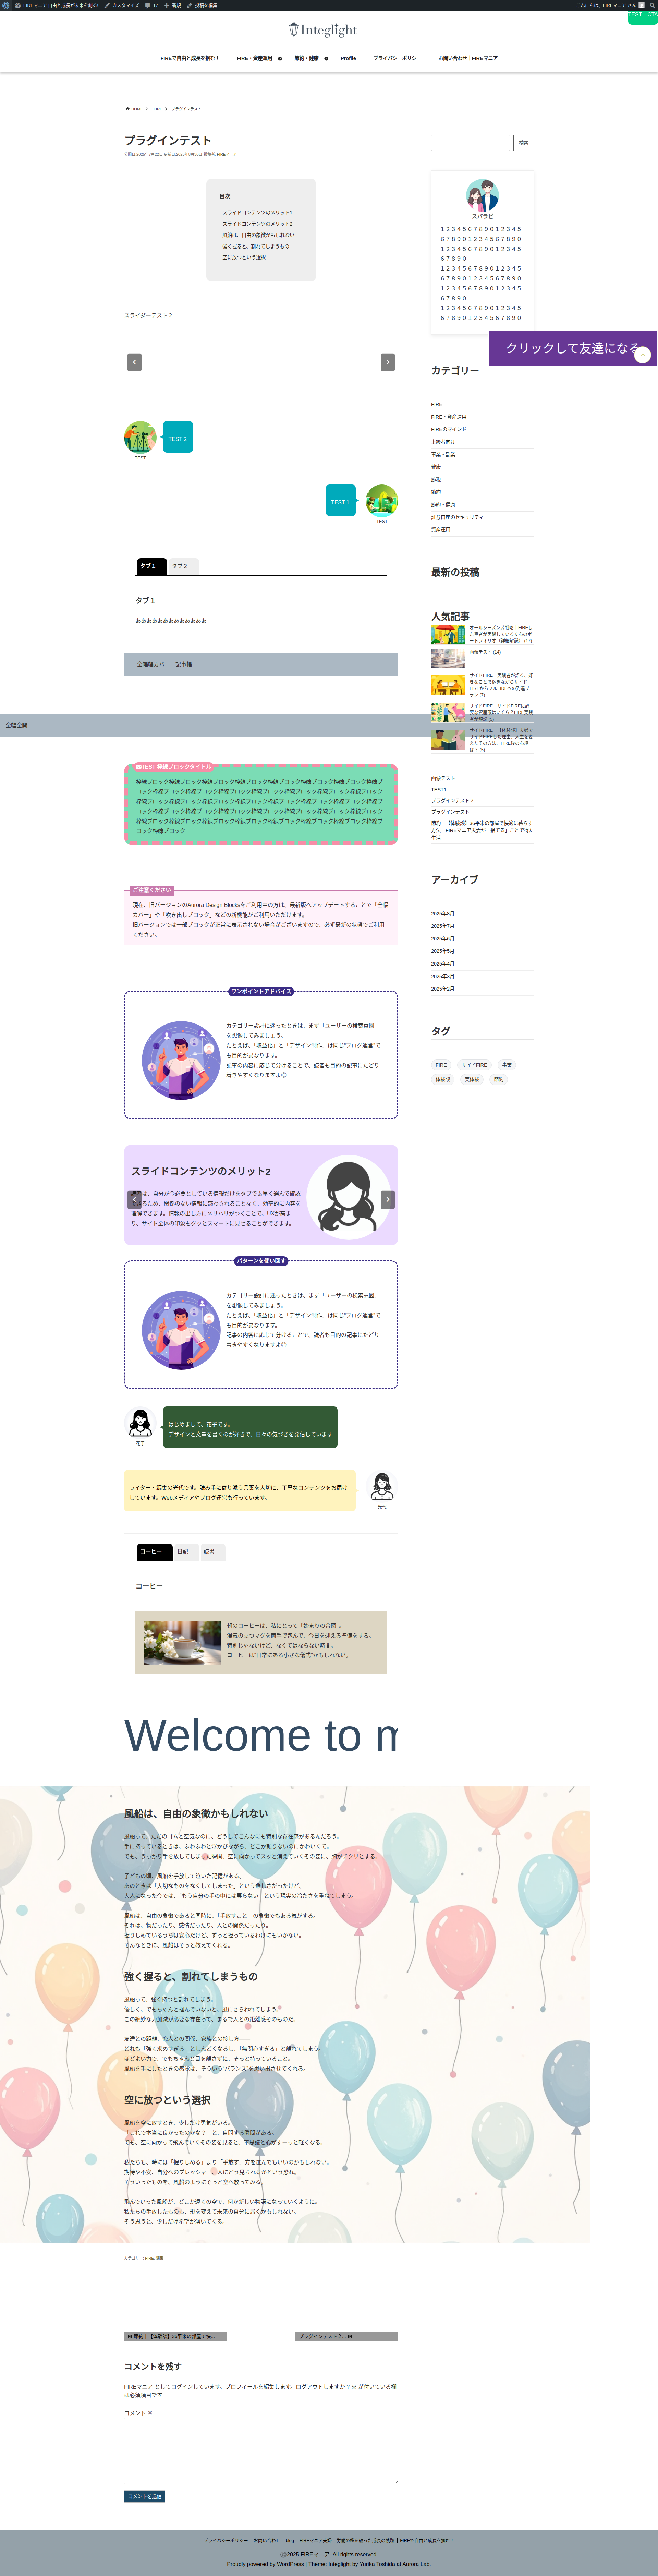 FIREマニア 自由と成長が未来を創る!　カスタマイズ　17　新規　投稿を編集　こんにちは、FIREマニア さん
TEST　CTA
Integlight
FIREで自由と成長を掴む！　FIRE・資産運用　節約・健康　Profile　プライバシーポリシー　お問い合わせ｜FIREマニア
HOME　FIRE　プラグインテスト
プラグインテスト
公開日:2025年7月22日 更新日:2025年8月20日 投稿者: FIREマニア
目次
スライドコンテンツのメリット1
スライドコンテンツのメリット2
風船は、自由の象徴かもしれない
強く握ると、割れてしまうもの
空に放つという選択
スライダーテスト２
TEST２
TEST
TEST１
TEST
タブ１　タブ２
タブ１
あああああああああああああ
全幅幅カバー　記事幅
全幅全開
TEST 枠線ブロックタイトル
枠線ブロック枠線ブロック枠線ブロック枠線ブロック枠線ブロック枠線ブロック枠線ブロック枠線ブ
ロック枠線ブロック枠線ブロック枠線ブロック枠線ブロック枠線ブロック枠線ブロック枠線ブロック
枠線ブロック枠線ブロック枠線ブロック枠線ブロック枠線ブロック枠線ブロック枠線ブロック枠線ブ
ロック枠線ブロック枠線ブロック枠線ブロック枠線ブロック枠線ブロック枠線ブロック枠線ブロック
枠線ブロック枠線ブロック枠線ブロック枠線ブロック枠線ブロック枠線ブロック枠線ブロック枠線ブ
ロック枠線ブロック
ご注意ください
現在、旧バージョンのAurora Design Blocksをご利用中の方は、最新版へアップデートすることで「全幅
カバー」や「吹き出しブロック」などの新機能がご利用いただけます。
旧バージョンでは一部ブロックが正常に表示されない場合がございますので、必ず最新の状態でご利用
ください。
ワンポイントアドバイス
カテゴリー設計に迷ったときは、まず「ユーザーの検索意図」
を想像してみましょう。
たとえば、「収益化」と「デザイン制作」は同じ“ブログ運営”で
も目的が異なります。
記事の内容に応じて分けることで、読者も目的の記事にたどり
着きやすくなりますよ◎
スライドコンテンツのメリット2
読者は、自分が今必要としている情報だけをタブで素早く選んで確認
できるため、関係のない情報に惑わされることなく、効率的に内容を
理解できます。情報の出し方にメリハリがつくことで、UXが高ま
り、サイト全体の印象もグッとスマートに見せることができます。
パターンを使い回す
カテゴリー設計に迷ったときは、まず「ユーザーの検索意図」
を想像してみましょう。
たとえば、「収益化」と「デザイン制作」は同じ“ブログ運営”で
も目的が異なります。
記事の内容に応じて分けることで、読者も目的の記事にたどり
着きやすくなりますよ◎
はじめまして、花子です。
デザインと文章を書くのが好きで、日々の気づきを発信しています
花子
ライター・編集の光代です。読み手に寄り添う言葉を大切に、丁寧なコンテンツをお届け
しています。Webメディアやブログ運営も行っています。
光代
コーヒー　日記　読書
コーヒー
朝のコーヒーは、私にとって「始まりの合図」。
湯気の立つマグを両手で包んで、今日を迎える準備をする。
特別じゃないけど、なくてはならない時間。
コーヒーは“日常にある小さな儀式”かもしれない。
Welcome to m
風船は、自由の象徴かもしれない
風船って、ただのゴムと空気なのに、どうしてこんなにも特別な存在感があるんだろう。
手に持っているときは、ふわふわと浮かびながら、どこか頼りないのにかわいくて。
でも、うっかり手を放してしまった瞬間、空に向かってスッと消えていくその姿に、胸がチクリとする。
子どもの頃、風船を手放して泣いた記憶がある。
あのときは「大切なものをなくしてしまった」という悲しさだったけど、
大人になった今では、「もう自分の手の中には戻らない」という現実の冷たさを重ねてしまう。
風船は、自由の象徴であると同時に、「手放すこと」の象徴でもある気がする。
それは、物だったり、感情だったり、人との関係だったり。
握りしめているうちは安心だけど、ずっと握っているわけにもいかない。
そんなときに、風船はそっと教えてくれる。
強く握ると、割れてしまうもの
風船って、強く持つと割れてしまう。
優しく、でもちゃんと掴んでいないと、風にさらわれてしまう。
この絶妙な力加減が必要な存在って、まるで人との距離感そのものだ。
友達との距離、恋人との関係、家族との接し方――
どれも「強く求めすぎる」としんどくなるし、「無関心すぎる」と離れてしまう。
ほどよい力で、でもちゃんと目を離さずに、そっと持っていること。
風船を手にしたときの感覚は、そういう“バランス”を思い出させてくれる。
空に放つという選択
風船を空に放すとき、少しだけ勇気がいる。
「これで本当に良かったのかな？」と、自問する瞬間がある。
でも、空に向かって飛んでいくその姿を見ると、不思議と心がすーっと軽くなる。
私たちも、時には「握りしめる」より「手放す」方を選んでもいいのかもしれない。
期待や不安、自分へのプレッシャー、人にどう見られるかという恐れ。
そういったものを、風船のようにそっと空へ放ってみる。
飛んでいった風船が、どこか遠くの空で、何か新しい物語になっていくように。
私たちの手放したものも、形を変えて未来の自分に届くかもしれない。
そう思うと、少しだけ希望が湧いてくる。
カテゴリー: FIRE, 編集
節約｜【体験談】36平米の部屋で快...
プラグインテスト２...
コメントを残す
FIREマニア としてログインしています。プロフィールを編集します。ログアウトしますか ? ※ が付いている欄
は必須項目です
コメント ※
コメントを送信
検索
スパラピ
１２３４５６７８９０１２３４５
６７８９０１２３４５６７８９０
１２３４５６７８９０１２３４５
６７８９０
１２３４５６７８９０１２３４５
６７８９０１２３４５６７８９０
１２３４５６７８９０１２３４５
６７８９０
１２３４５６７８９０１２３４５
６７８９０１２３４５６７８９０
クリックして友達になる
カテゴリー
FIRE
FIRE・資産運用
FIREのマインド
上級者向け
事業・副業
健康
節税
節約
節約・健康
証券口座のセキュリティ
資産運用
最新の投稿
人気記事
オールシーズンズ戦略｜FIREし
た筆者が実践している安心のポ
ートフォリオ（詳細解説） (17)
画像テスト (14)
サイドFIRE｜実践者が語る、好
きなことで稼ぎながらサイド
FIREからフルFIREへの到達プ
ラン (7)
サイドFIRE｜サイドFIREに必
要な資産額はいくら？FIRE実践
者が解説 (5)
サイドFIRE｜【体験談】夫婦で
サイドFIREした理由。人生を変
えたその方法、FIRE後の心境
は？ (5)
画像テスト
TEST1
プラグインテスト２
プラグインテスト
節約｜【体験談】36平米の部屋で快適に暮らす
方法｜FIREマニア夫妻が「捨てる」ことで得た
生活
アーカイブ
2025年8月
2025年7月
2025年6月
2025年5月
2025年4月
2025年3月
2025年2月
タグ
FIRE　サイドFIRE　事業
体験談　実体験　節約
| プライバシーポリシー | お問い合わせ | blog | FIREマニア夫婦 – 労働の檻を破った成長の軌跡 | FIREで自由と成長を掴む！ |
©2025 FIREマニア. All rights reserved.
Proudly powered by WordPress | Theme: Integlight by Yurika Toshida at Aurora Lab.